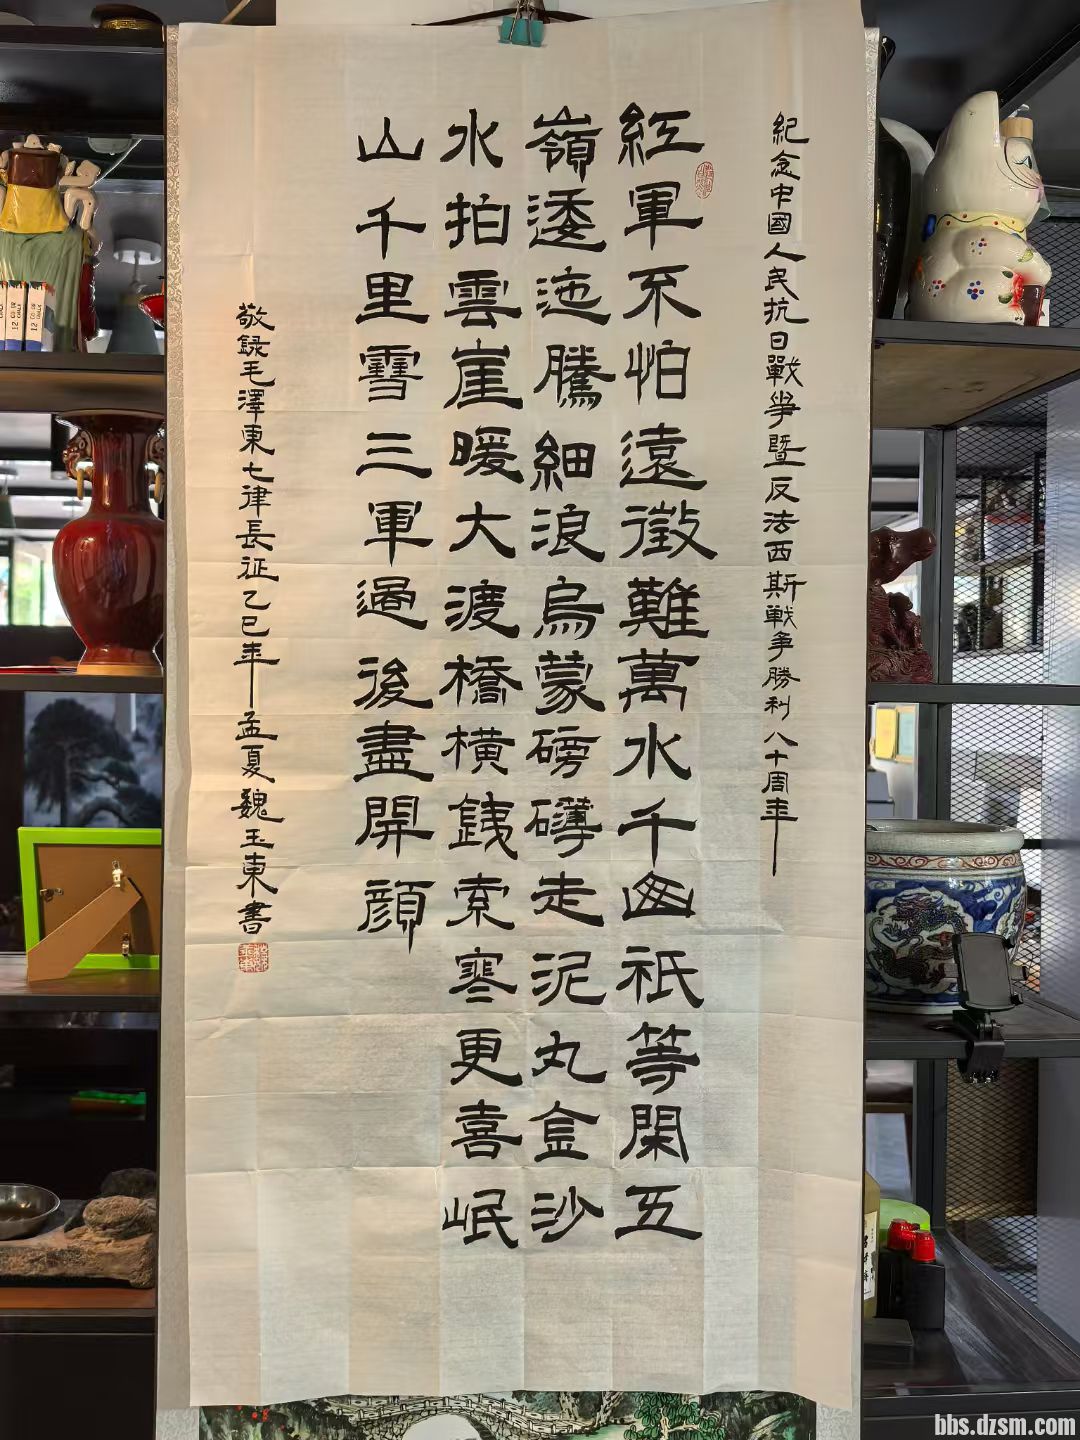 紀念中國人民抗日戰爭暨反法西斯戰争勝利八十周年
紅軍不怕遠徵難萬水千山祇等閑五
嶺逶迤騰細浪烏蒙磅礴走泥丸金沙
水拍雲崖暖大渡橋横鐵索寒更喜岷
山千里雪三軍過後盡開顔
敬録毛澤東七律長征乙巳年孟夏魏玉東書
bbs.dzsm.com